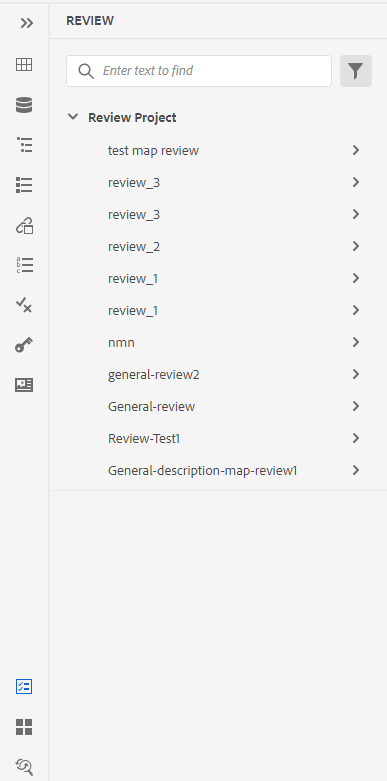 REVIEW
Enter text to find
Review Project
test map review
review_3
review_3
review_2
review_1
review_1
nmn
general-review2
General-review
Review-Test1
General-description-map-review1
a
b
c